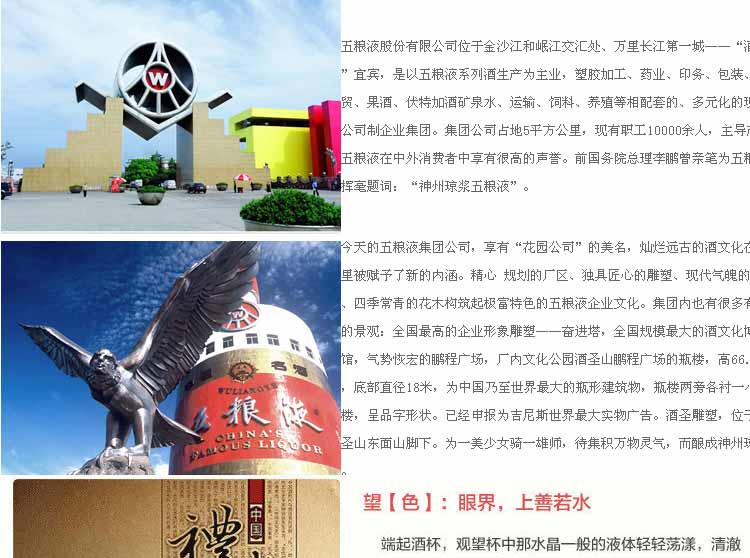 五粮液股份有限公司位于金沙江和岷江交汇处、万里长江第一城——“酒
”宜宾，是以五粮液系列酒生产为主业，塑胶加工、药业、印务、包装、
贸、果酒、伏特加酒矿泉水、运输、饲料、养殖等相配套的、多元化的现
公司制企业集团。集团公司占地5平方公里，现有职工10000余人，主导产
五粮液在中外消费者中享有很高的声誉。前国务院总理李鹏曾亲笔为五粮
挥毫题词：“神州琼浆五粮液”。
W
今天的五粮液集团公司，享有“花园公司”的美名，灿烂远古的酒文化在
里被赋予了新的内涵。精心 规划的厂区、独具匠心的雕塑、现代气魄的
、四季常青的花木构筑起极富特色的五粮液企业文化。集团内也有很多有
的景观：全国最高的企业形象雕塑——奋进塔，全国规模最大的酒文化博
馆，气势恢宏的鹏程广场，厂内文化公园酒圣山鹏程广场的瓶楼，高66.
，底部直径18米，为中国乃至世界最大的瓶形建筑物，瓶楼两旁各衬一小
楼，呈品字形状。已经申报为吉尼斯世界最大实物广告。酒圣雕塑，位于
圣山东面山脚下。为一美少女骑一雄师，待集积万物灵气，而酿成神州琼
。
名酒
WULIANGYE
五粮液
CHINA'S
FAMOUS LIQUOR
中国
禮
望【色】：眼界，上善若水
端起酒杯，观望杯中那水晶一般的液体轻轻荡漾，清澈